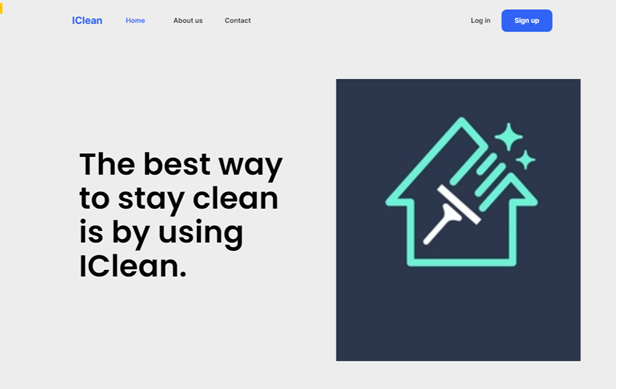 IClean Home About us Contact Log in Sign up
The best way
to stay clean
is by using
IClean.